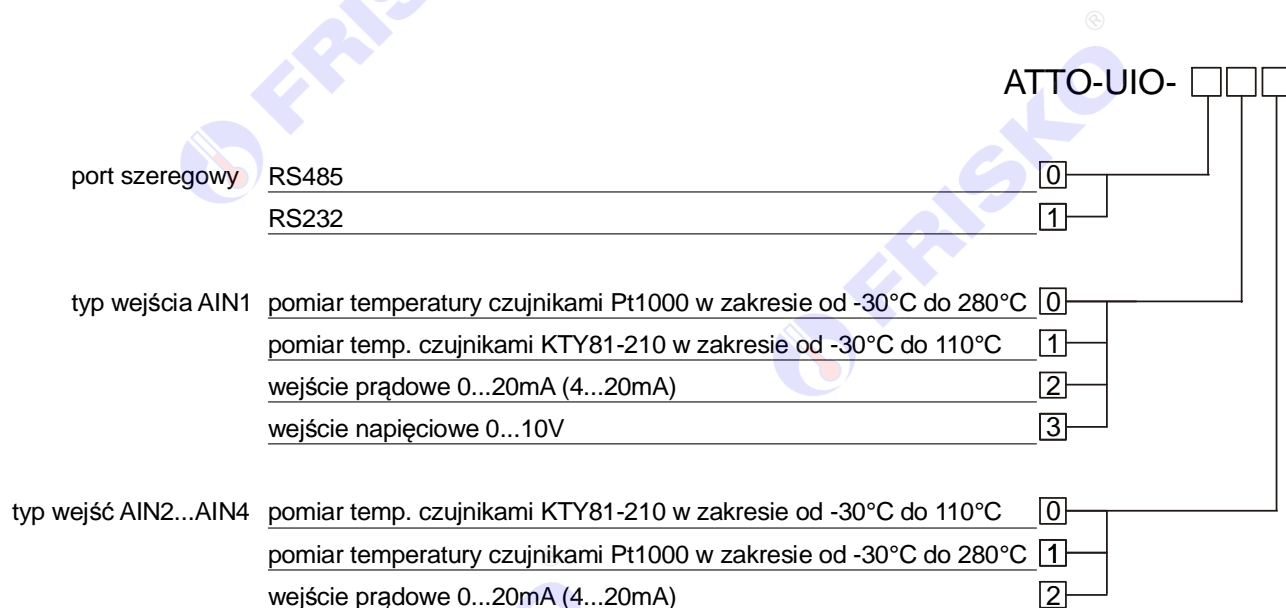 FRISKO
®
ATTO-UIO-
port szeregowy RS485 0
RS232 1
typ wejścia AIN1 pomiar temperatury czujnikami Pt1000 w zakresie od -30°C do 280°C 0
pomiar temp. czujnikami KTY81-210 w zakresie od -30°C do 110°C 1
wejście prądowe 0...20mA (4...20mA) 2
wejście napięciowe 0...10V 3
FRISKO
typ wejść AIN2...AIN4 pomiar temp. czujnikami KTY81-210 w zakresie od -30°C do 110°C 0
pomiar temperatury czujnikami Pt1000 w zakresie od -30°C do 280°C 1
wejście prądowe 0...20mA (4...20mA) 2